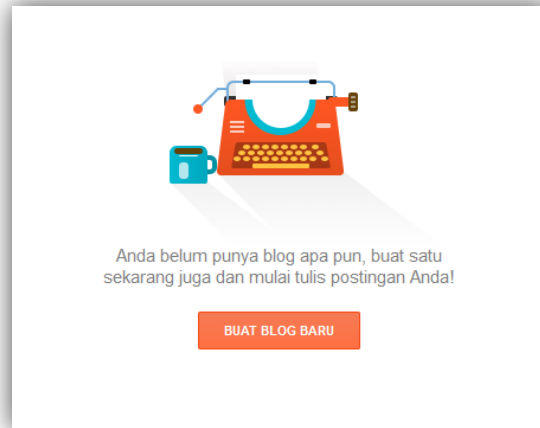 Anda belum punya blog apa pun, buat satu
sekarang juga dan mulai tulis postingan Anda!
BUAT BLOG BARU